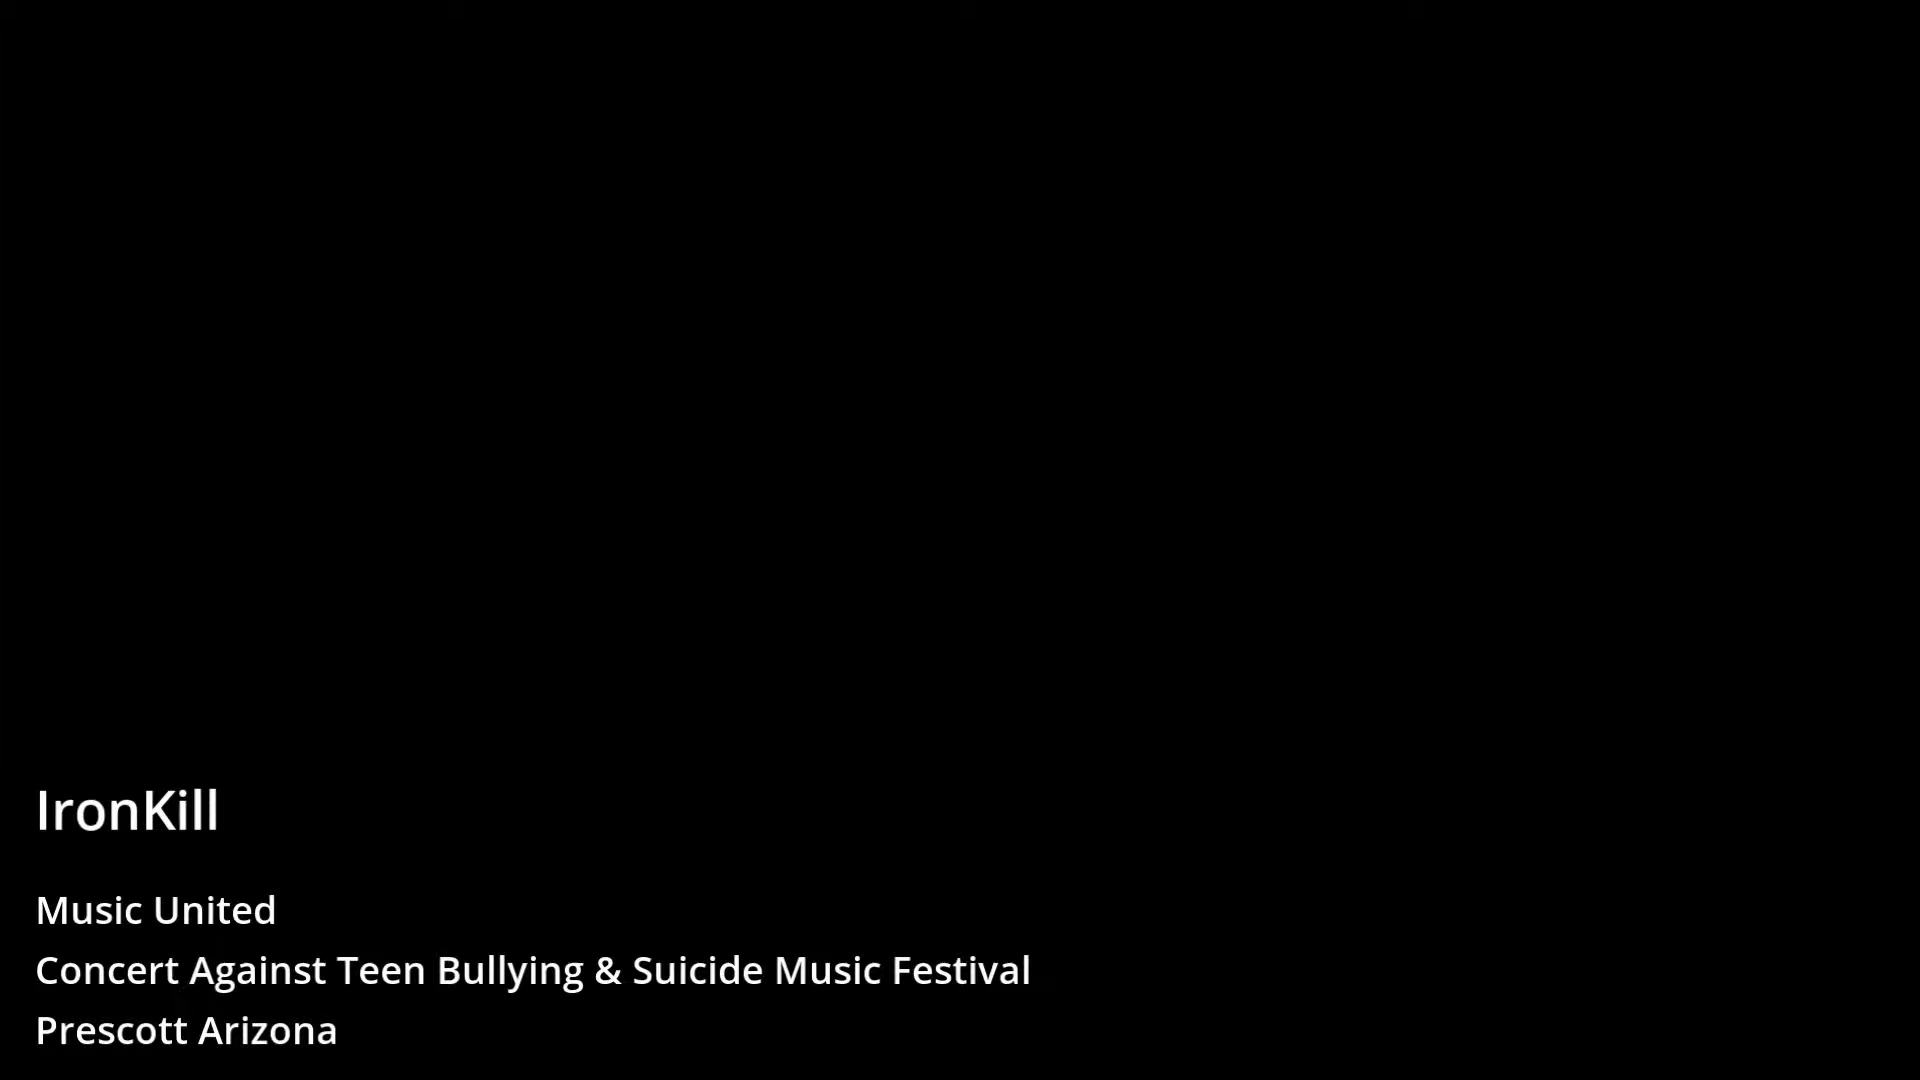 IronKill
Music United
Concert Against Teen Bullying & Suicide Music Festival
Prescott Arizona